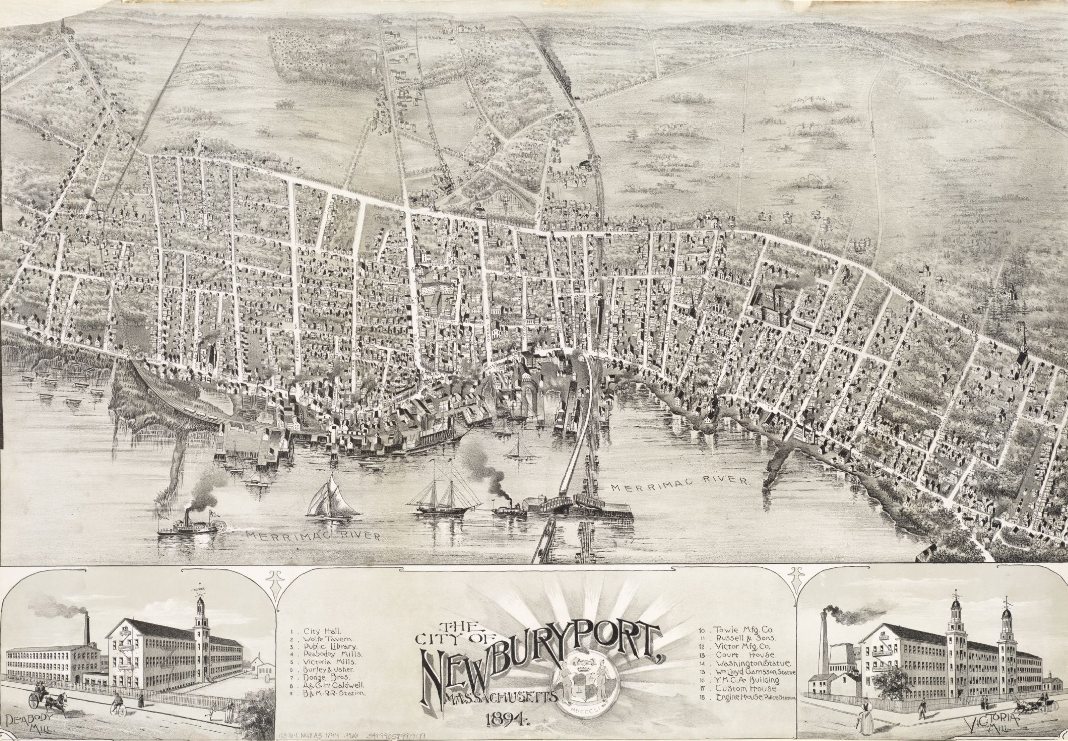 MERRIMAC RIVER
MERRIMAC RIVER
PEABODY
MILL
1 . City Hall.
2 . Wolfe Tavern.
3 . Public Library.
4 . Peabody Mills.
5 . Victoria Mills.
6 . Burley & Usher.
7 . Dodge Bros.
8 . A. & G. W. Caldwell.
9 . B. & M. R.R. Station.
THE
CITY OF
NEWBURYPORT,
MASSACHUSETTS
1894.
10 . Towle Mfg. Co
11 . Russell & Sons.
12 . Victor Mfg. Co.
13 . Court House
14 . Washington Statue.
15 . Wm Lloyd Garrison, Statue
16 . Y.M.C.A. Building
17 . Custom House
18 . Engine House
VICTORIA
MILL